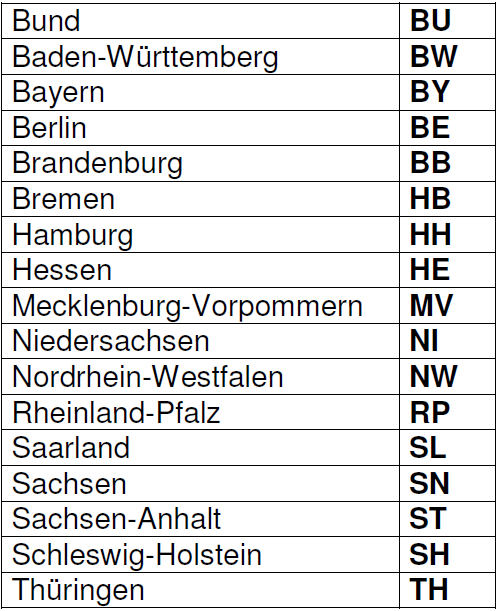 Bund BU
Baden-Württemberg BW
Bayern BY
Berlin BE
Brandenburg BB
Bremen HB
Hamburg HH
Hessen HE
Mecklenburg-Vorpommern MV
Niedersachsen NI
Nordrhein-Westfalen NW
Rheinland-Pfalz RP
Saarland SL
Sachsen SN
Sachsen-Anhalt ST
Schleswig-Holstein SH
Thüringen TH